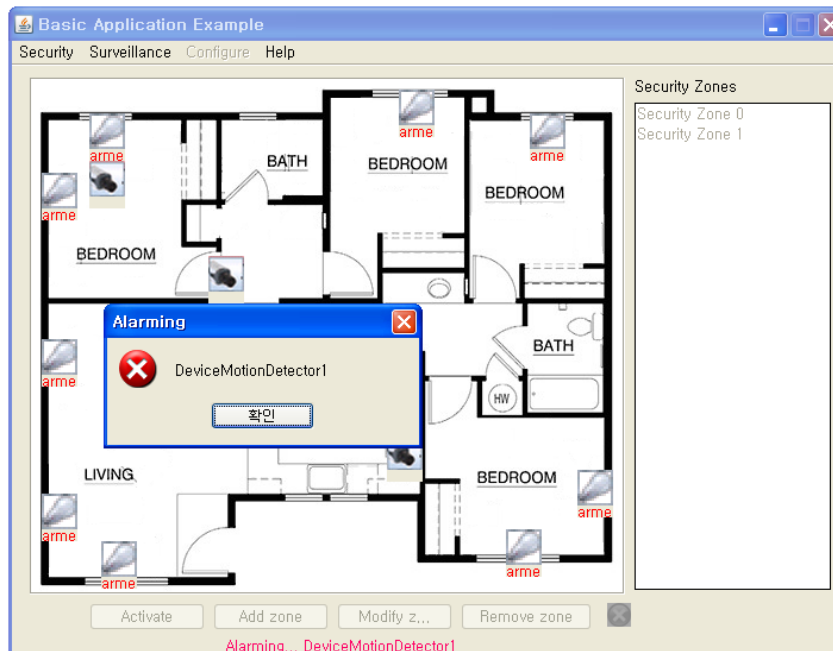 Basic Application Example
Security Surveillance Configure Help
Security Zones
Security Zone 0
Security Zone 1
arme
arme
arme
BATH
BEDROOM
BEDROOM
arme
BEDROOM
Alarming
DeviceMotionDetector1
확인
arme
BATH
HW
LIVING
BEDROOM
arme
arme
arme
arme
Activate Add zone Modify z... Remove zone
Alarming... DeviceMotionDetector1